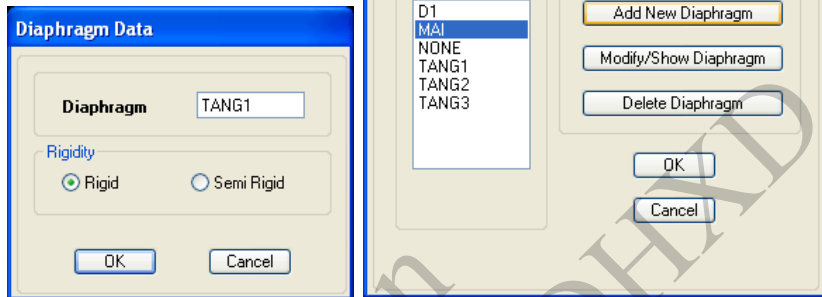 Diaphragm Data
Diaphragm TANG1
Rigidity
Rigid Semi Rigid
OK Cancel
D1
MAI
NONE
TANG1
TANG2
TANG3
Add New Diaphragm
Modify/Show Diaphragm
Delete Diaphragm
OK
Cancel